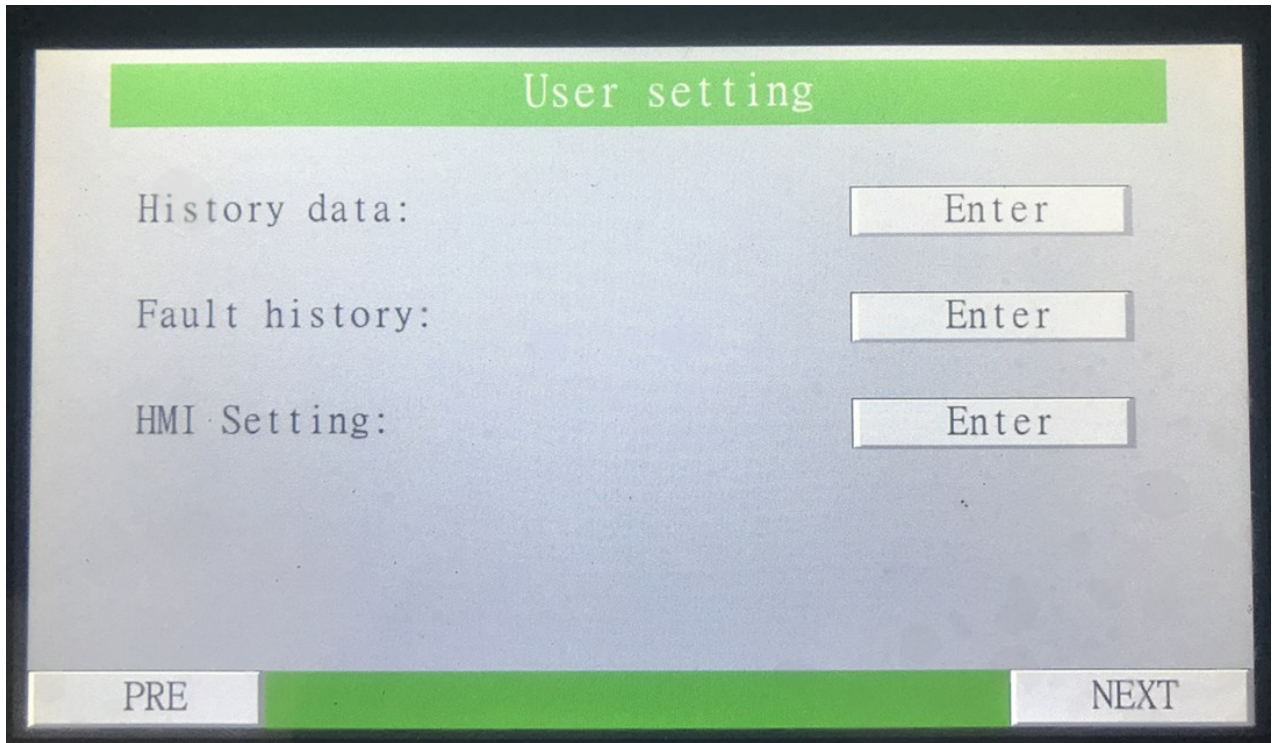 User setting
History data: Enter
Fault history: Enter
HMI Setting: Enter
PRE NEXT